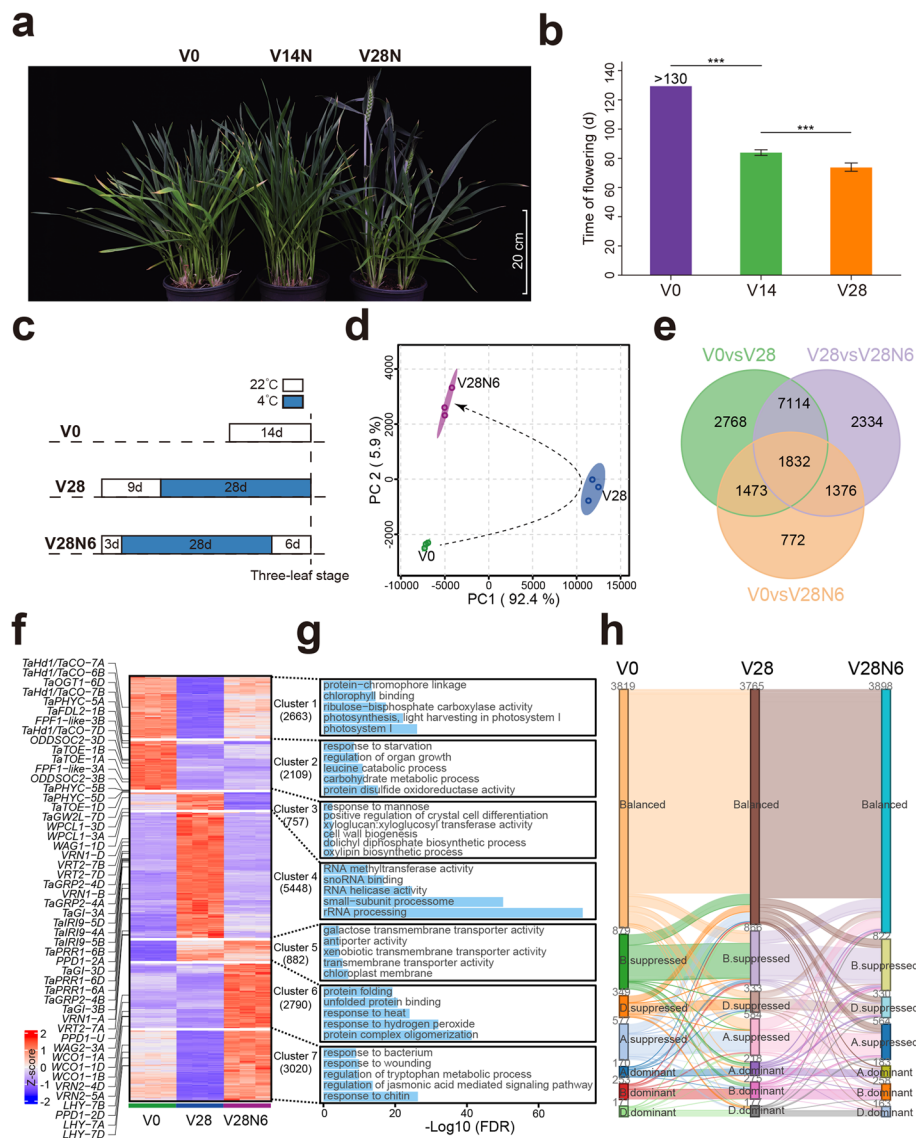 a
V0 V14N V28N
20 cm
b
Time of flowering (d)
140
120
100
80
60
40
20
0
>130
***
***
V0 V14 V28
c
22°C
4°C
V0 14d
V28 9d 28d
V28N6 3d 28d 6d
Three-leaf stage
d
PC 2 ( 5.9 %)
4000
2000
0
-2000
V28N6
V28
V0
-10000 -5000 0 5000 10000 15000
PC1 ( 92.4 %)
e
V0vsV28 V28vsV28N6
2768 7114 2334
1832
1473 1376
772
V0vsV28N6
f
TaHd1/TaCO-7A
TaHd1/TaCO-6B
TaOGT1-6D
TaHd1/TaCO-7B
TaPHYC-5A
TaFDL2-1B
FPF1-like-3B
TaHd1/TaCO-7D
ODDSOC2-3D
TaTOE-1B
TaTOE-1A
FPF1-like-3A
ODDSOC2-3B
TaPHYC-5B
TaPHYC-5D
TaTOE-1D
TaGW2L-7D
WPCL1-3D
WPCL1-3A
WAG1-1D
VRN1-D
VRT2-7B
VRT2-7D
TaGRP2-4D
VRN1-B
TaGRP2-4A
TaGI-3A
TaIRI9-5D
TaIRI9-4A
TaIRI9-5B
TaPRR1-6B
PPD1-2A
TaGI-3D
TaPRR1-6D
TaPRR1-6A
TaGRP2-4B
TaGI-3B
VRN1-A
VRT2-7A
PPD1-U
WAG2-3A
WCO1-1A
WCO1-1D
WCO1-1B
VRN2-4D
VRN2-5A
LHY-7B
PPD1-2D
LHY-7A
LHY-7D
Z-score
2
1
0
-1
-2
V0 V28 V28N6
Cluster 1
(2663)
Cluster 2
(2109)
Cluster 3
(757)
Cluster 4
(5448)
Cluster 5
(882)
Cluster 6
(2790)
Cluster 7
(3020)
g
protein-chromophore linkage
chlorophyll binding
ribulose-bisphosphate carboxylase activity
photosynthesis, light harvesting in photosystem I
photosystem I
response to starvation
regulation of organ growth
leucine catabolic process
carbohydrate metabolic process
protein disulfide oxidoreductase activity
response to mannose
positive regulation of crystal cell differentiation
xyloglucan:xyloglucosyl transferase activity
cell wall biogenesis
dolichyl diphosphate biosynthetic process
oxylipin biosynthetic process
RNA methyltransferase activity
snoRNA binding
RNA helicase activity
small-subunit processome
rRNA processing
galactose transmembrane transporter activity
antiporter activity
xenobiotic transmembrane transporter activity
transmembrane transporter activity
chloroplast membrane
protein folding
unfolded protein binding
response to heat
response to hydrogen peroxide
protein complex oligomerization
response to bacterium
response to wounding
regulation of tryptophan metabolic process
regulation of jasmonic acid mediated signaling pathway
response to chitin
0 20 40 60
-Log10 (FDR)
h
V0 V28 V28N6
3819 3765 3898
Balanced Balanced Balanced
879
B.suppressed B.suppressed B.suppressed
349
D.suppressed D.suppressed D.suppressed
577
A.suppressed A.suppressed A.suppressed
A.dominant A.dominant A.dominant
B.dominant B.dominant B.dominant
D.dominant D.dominant D.dominant